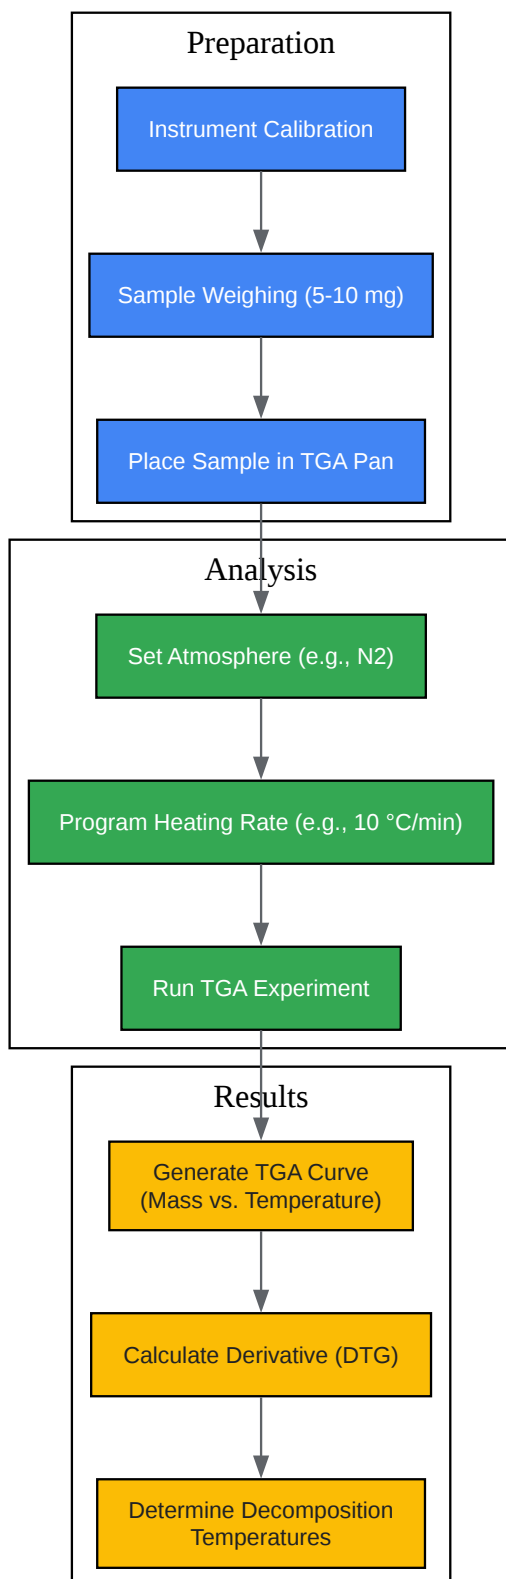 Preparation
Instrument Calibration
Sample Weighing (5-10 mg)
Place Sample in TGA Pan
Analysis
Set Atmosphere (e.g., N2)
Program Heating Rate (e.g., 10 °C/min)
Run TGA Experiment
Results
Generate TGA Curve
(Mass vs. Temperature)
Calculate Derivative (DTG)
Determine Decomposition
Temperatures